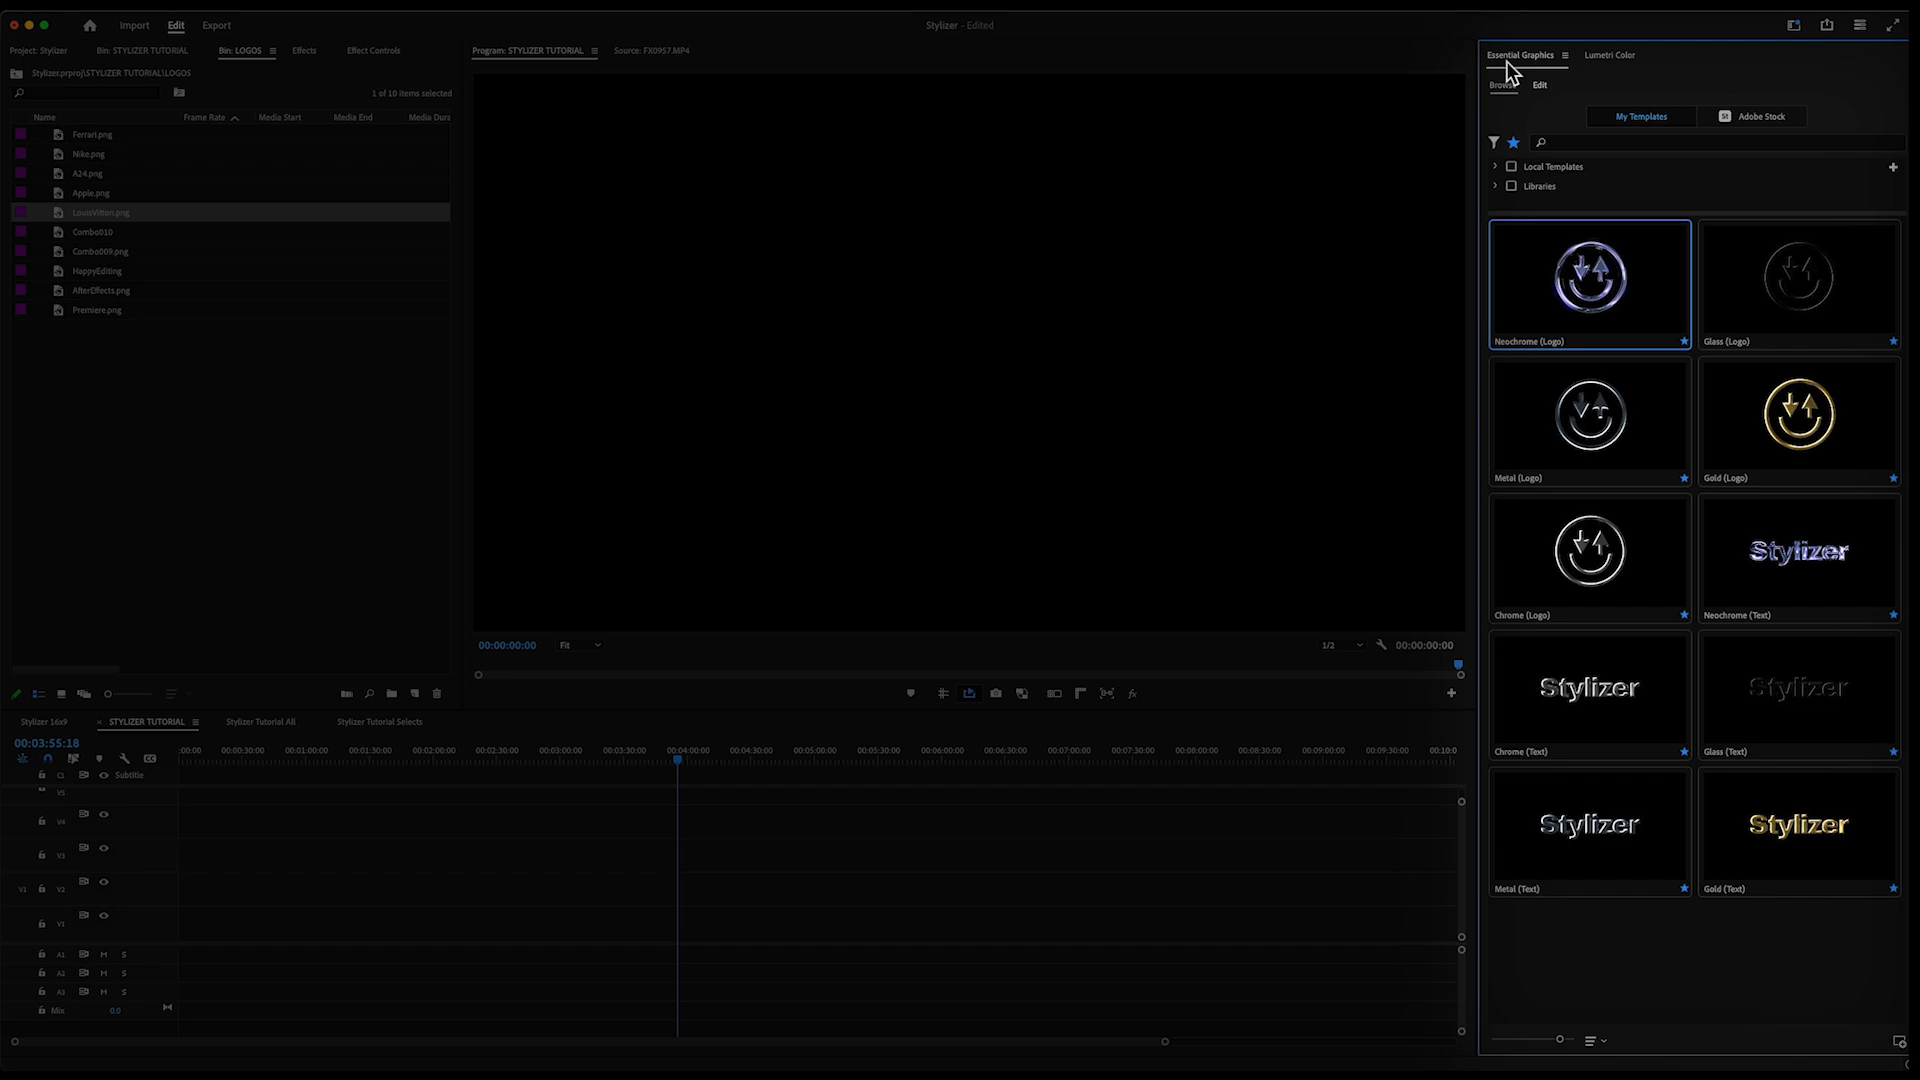 Import Edit Export
Stylizer - Edited
Project: Stylizer Bin: STYLIZER TUTORIAL Bin: LOGOS Effects Effect Controls
Program: STYLIZER TUTORIAL Source: FX0957.MP4
Essential Graphics Lumetri Color
Stylizer.prproj\STYLIZER TUTORIAL\LOGOS
Browse Edit
1 of 10 items selected
My Templates St Adobe Stock
Name Frame Rate Media Start Media End Media Dura
Ferrari.png
Nike.png
A24.png
Apple.png
LouisVitton.png
Combo010
Combo009.png
HappyEditing
AfterEffects.png
Premiere.png
Local Templates
Libraries
Neochrome (Logo) Glass (Logo)
Metal (Logo) Gold (Logo)
Stylizer
Chrome (Logo) Neochrome (Text)
Stylizer Stylizer
Chrome (Text) Glass (Text)
Stylizer Stylizer
Metal (Text) Gold (Text)
00:00:00:00 Fit 1/2 00:00:00:00
fx
Stylizer 16x9 × STYLIZER TUTORIAL Stylizer Tutorial All Stylizer Tutorial Selects
00:03:55:18
:00:00 00:00:30:00 00:01:00:00 00:01:30:00 00:02:00:00 00:02:30:00 00:03:00:00 00:03:30:00 00:04:00:00 00:04:30:00 00:05:00:00 00:05:30:00 00:06:00:00 00:06:30:00 00:07:00:00 00:07:30:00 00:08:00:00 00:08:30:00 00:09:00:00 00:09:30:00 00:10:0
CC
C1 Subtitle
V5
V4
V3
V1 V2
V1
A1 M S
A2 M S
A3 M S
Mix 0.0